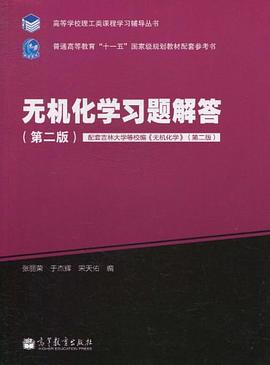 高等学校理工类课程学习辅导丛书
普通高等教育“十一五”国家级规划教材配套参考书
无机化学习题解答
(第二版) 配套吉林大学等校编《无机化学》(第二版)
张丽荣 于杰辉 宋天佑 编
高等教育出版社